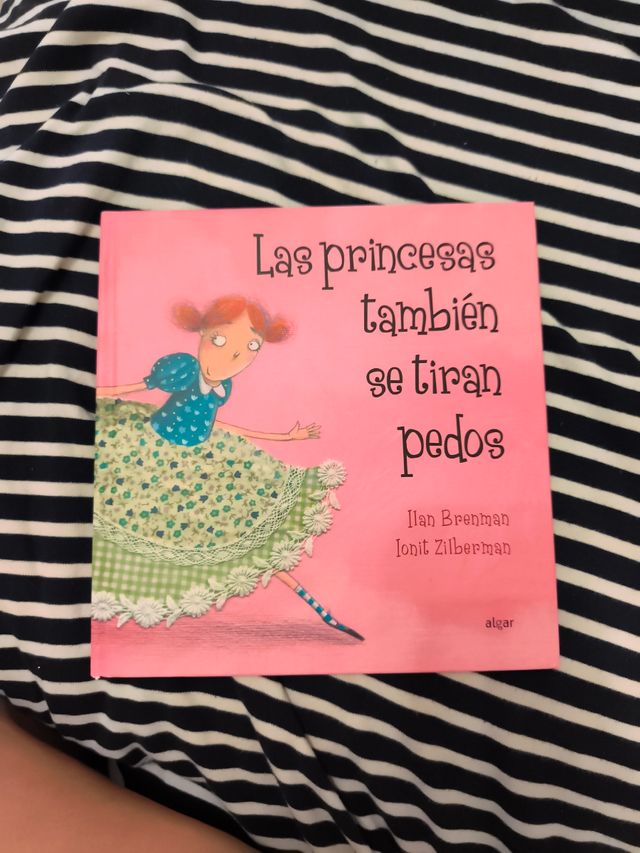 Las princesas
también
se tiran
pedos
Ilan Brenman
Ionit Zilberman
algar